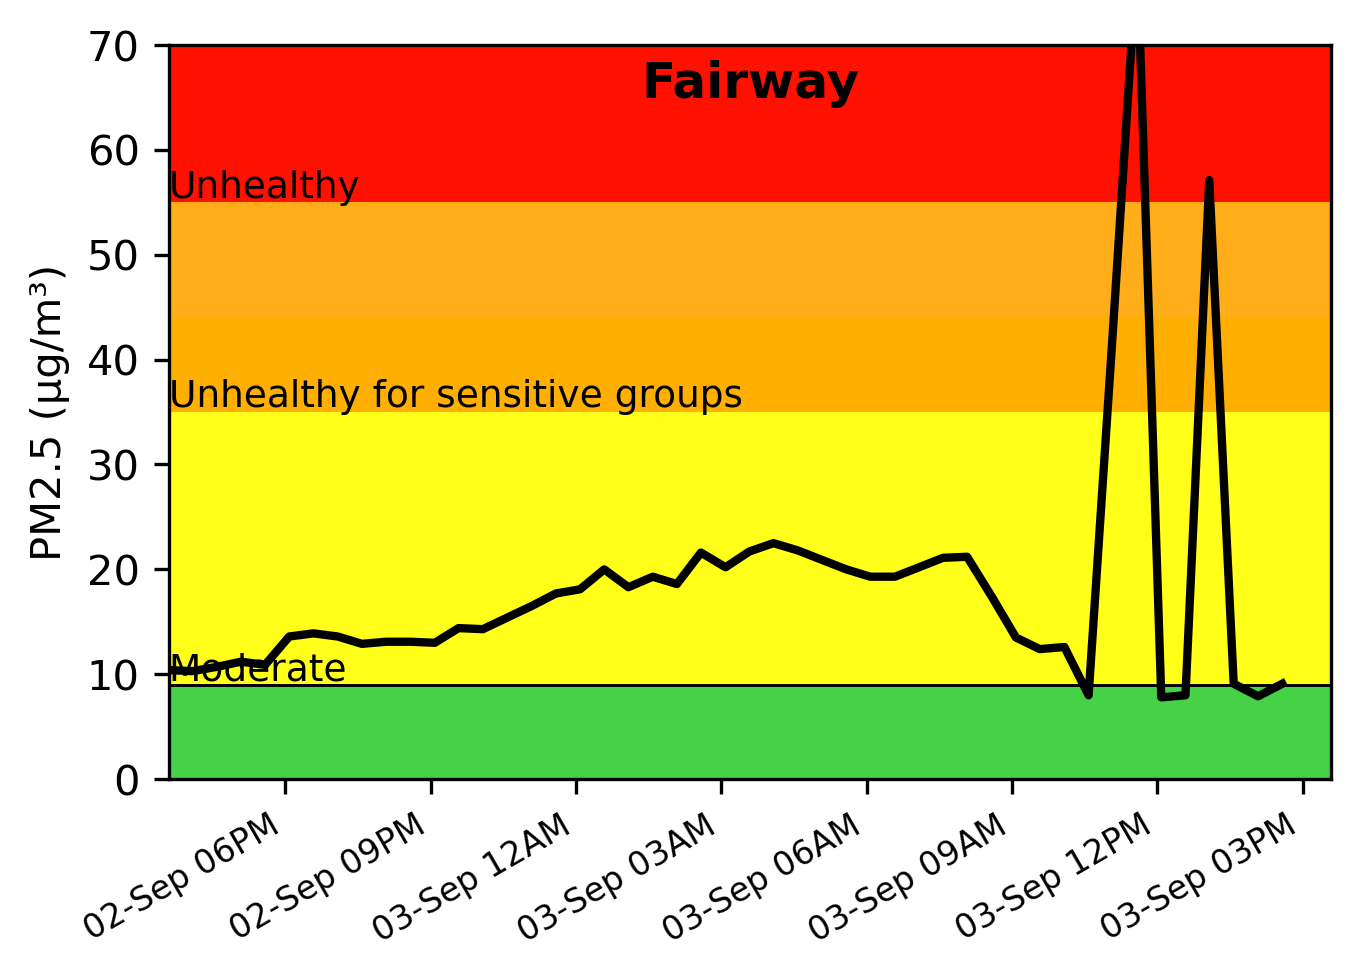 Fairway
PM2.5 (µg/m³)
70
60
50
40
30
20
10
0
Unhealthy
Unhealthy for sensitive groups
Moderate
02-Sep 06PM
02-Sep 09PM
03-Sep 12AM
03-Sep 03AM
03-Sep 06AM
03-Sep 09AM
03-Sep 12PM
03-Sep 03PM